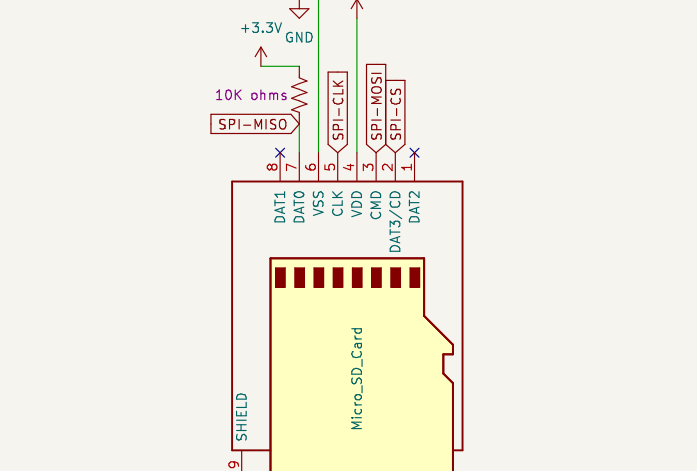 +3.3V
GND
10K ohms
SPI-MISO
SPI-CLK
SPI-MOSI
SPI-CS
8
7
6
5
4
3
2
1
DAT1
DAT0
VSS
CLK
VDD
CMD
DAT3/CD
DAT2
Micro_SD_Card
SHIELD
9